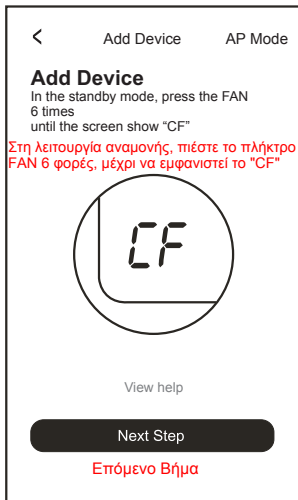 Add Device AP Mode
Add Device
In the standby mode, press the FAN
6 times
until the screen show “CF”
Στη λειτουργία αναμονής, πιέστε το πλήκτρο
FAN 6 φορές, μέχρι να εμφανιστεί το "CF"
CF
View help
Next Step
Επόμενο Βήμα